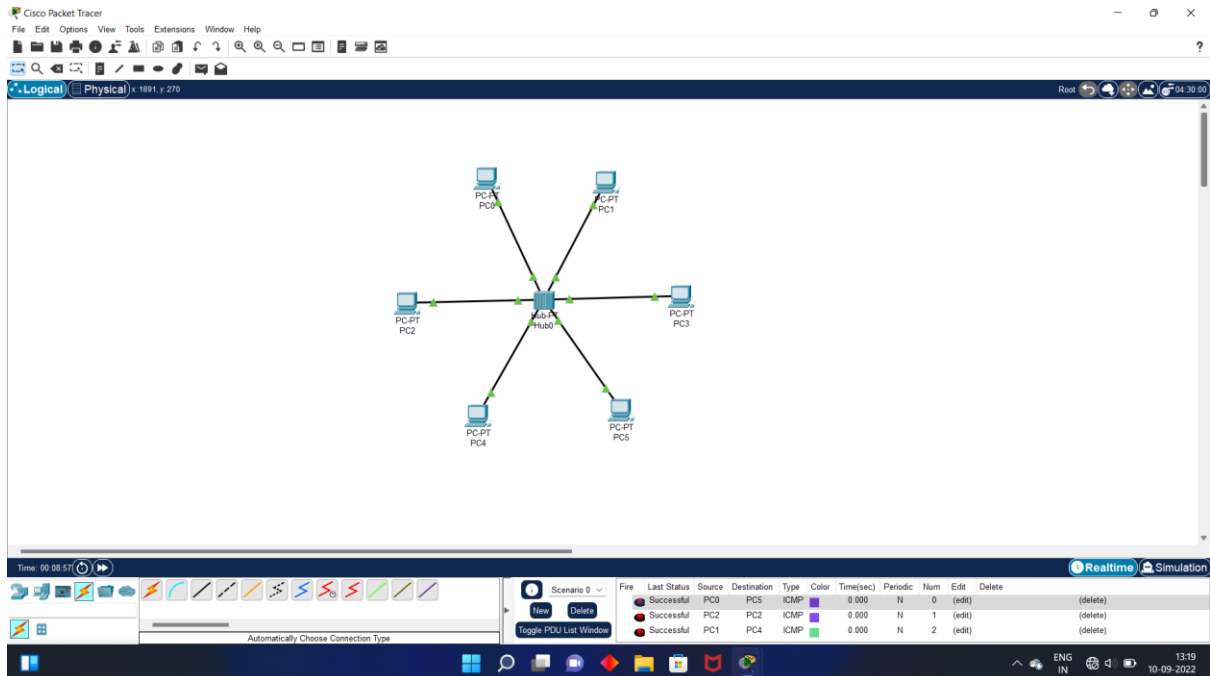 Cisco Packet Tracer
File Edit Options View Tools Extensions Window Help
?
Logical Physical x: 1891, y: 270 Root 04:30:00
PC-PT
PC0
PC-PT
PC1
PC-PT
PC2
Hub-PT
Hub0
PC-PT
PC3
PC-PT
PC4
PC-PT
PC5
Time: 00:08:57 Realtime Simulation
Scenario 0
New Delete
Toggle PDU List Window
Fire Last Status Source Destination Type Color Time(sec) Periodic Num Edit Delete
Successful PC0 PC5 ICMP 0.000 N 0 (edit) (delete)
Successful PC2 PC2 ICMP 0.000 N 1 (edit) (delete)
Successful PC1 PC4 ICMP 0.000 N 2 (edit) (delete)
Automatically Choose Connection Type
ENG
IN
13:19
10-09-2022